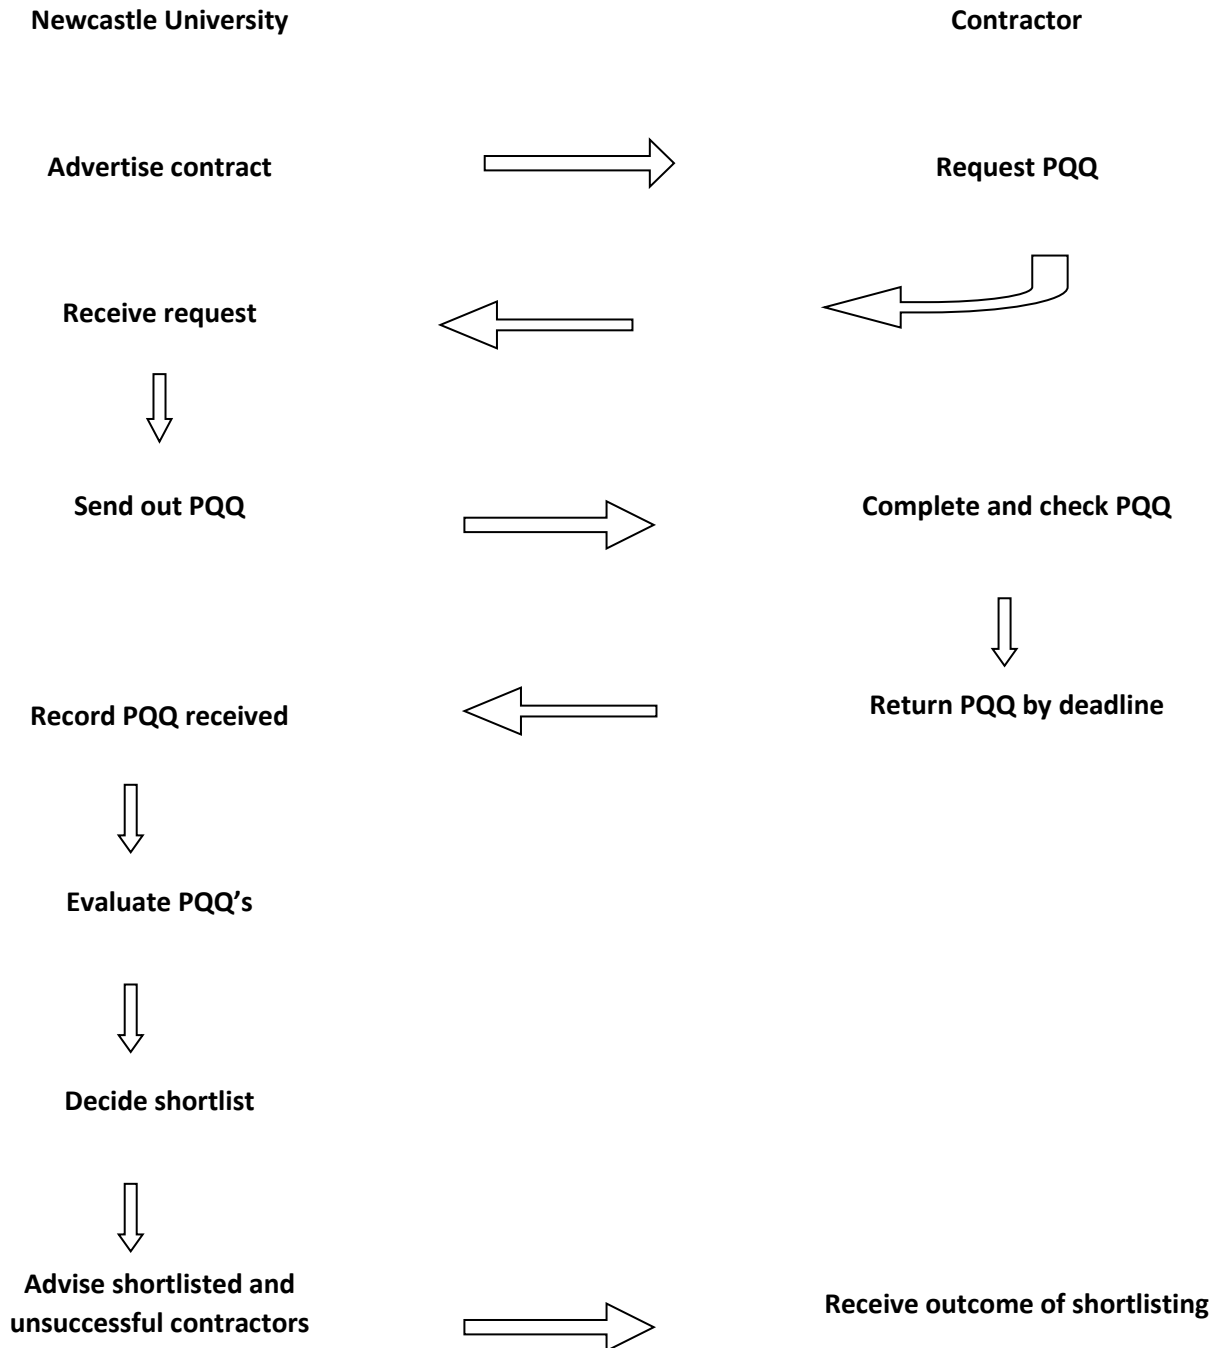 Newcastle University
Contractor
Advertise contract
Request PQQ
Receive request
Send out PQQ
Complete and check PQQ
Record PQQ received
Return PQQ by deadline
Evaluate PQQ’s
Decide shortlist
Advise shortlisted and
unsuccessful contractors
Receive outcome of shortlisting